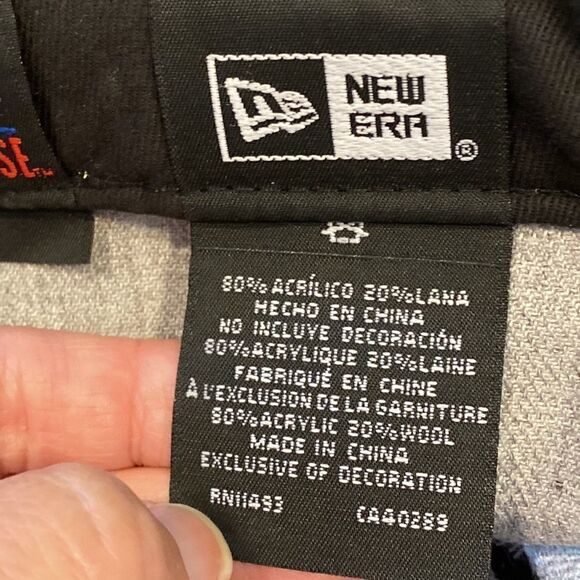 NEW
ERA
®
SE™
80% ACRÍLICO 20% LANA
HECHO EN CHINA
NO INCLUYE DECORACIÓN
80% ACRYLIQUE 20% LAINE
FABRIQUÉ EN CHINE
À L'EXCLUSION DE LA GARNITURE
80% ACRYLIC 20% WOOL
MADE IN CHINA
EXCLUSIVE OF DECORATION
RN11493 CA40289